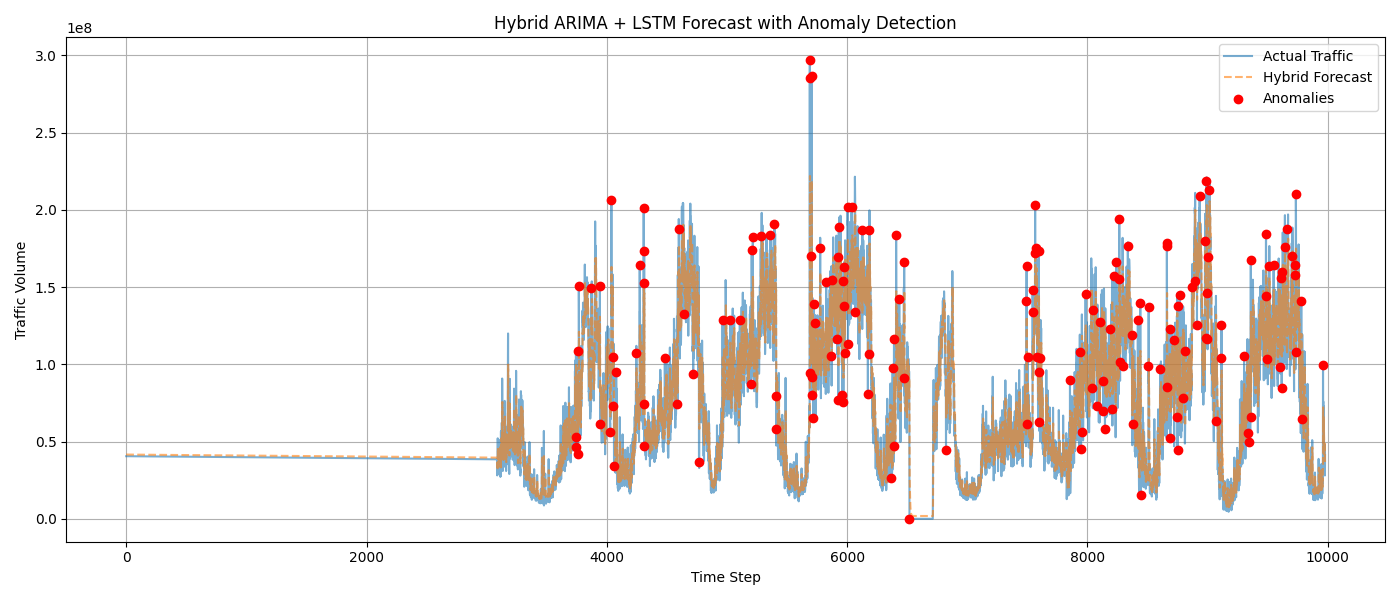 Hybrid ARIMA + LSTM Forecast with Anomaly Detection
1e8
3.0
2.5
2.0
1.5
1.0
0.5
0.0
Traffic Volume
Actual Traffic
Hybrid Forecast
Anomalies
0 2000 4000 6000 8000 10000
Time Step